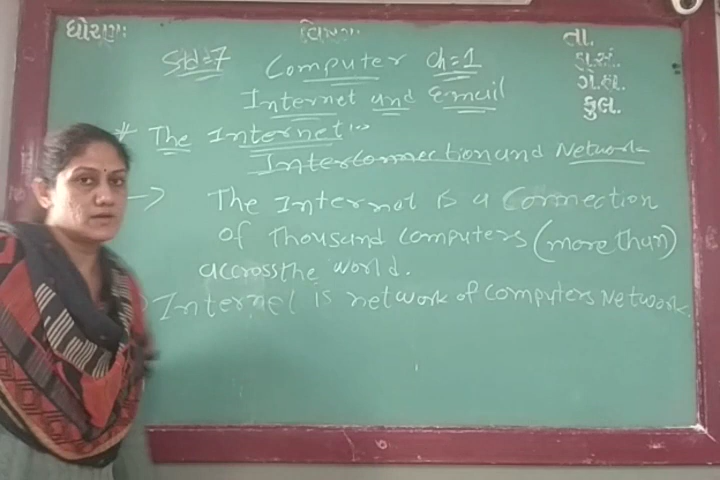 ધોરણઃ વિષયઃ તા.
Std=7 Computer Ch=1 ક.સં.
Internet and E-mail ગે.હા.
કુલ.
* The Internet:-
Interconnection and Network
→ The Internet is a Connection
of Thousand Computers (more than)
accross the world.
Internet is network of Computers Network.